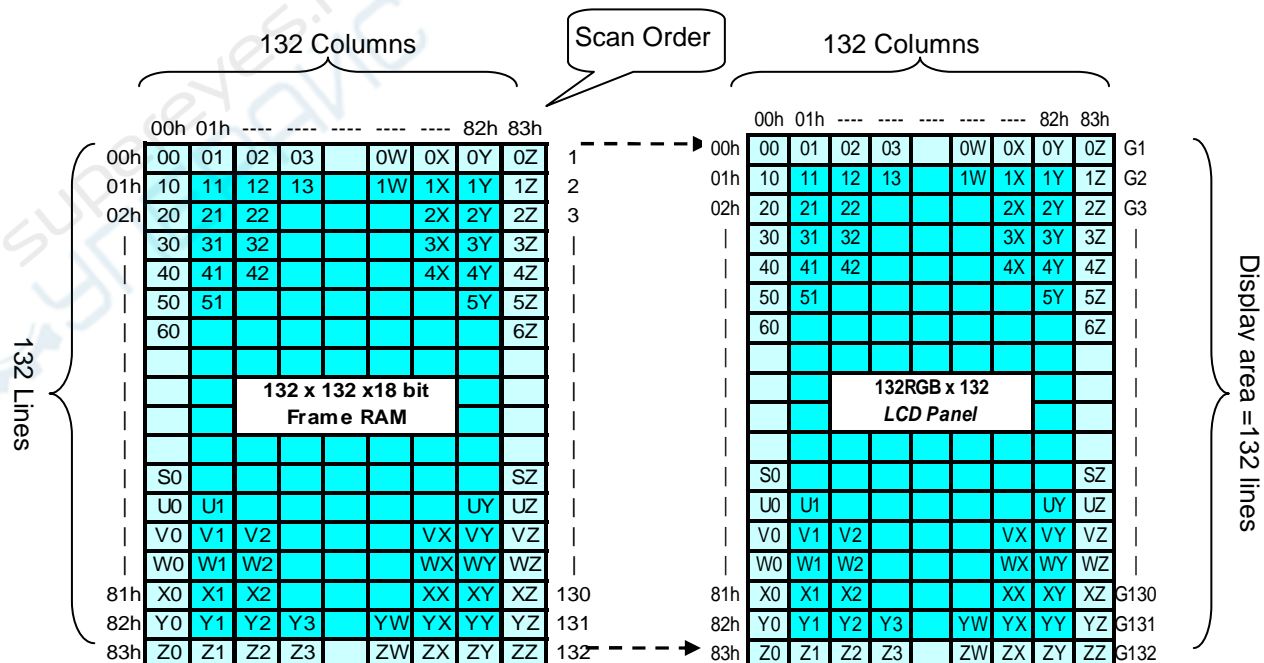 132 Columns
Scan Order
132 Columns
00h 01h ---- ---- ---- ---- ---- 82h 83h
00h 00 01 02 03 0W 0X 0Y 0Z 1
01h 10 11 12 13 1W 1X 1Y 1Z 2
02h 20 21 22 2X 2Y 2Z 3
30 31 32 3X 3Y 3Z
40 41 42 4X 4Y 4Z
50 51 5Y 5Z
60 6Z
132 x 132 x18 bit
Frame RAM
S0 SZ
U0 U1 UY UZ
V0 V1 V2 VX VY VZ
W0 W1 W2 WX WY WZ
81h X0 X1 X2 XX XY XZ 130
82h Y0 Y1 Y2 Y3 YW YX YY YZ 131
83h Z0 Z1 Z2 Z3 ZW ZX ZY ZZ 132
132 Lines
00h 01h ---- ---- ---- ---- ---- 82h 83h
00h 00 01 02 03 0W 0X 0Y 0Z G1
01h 10 11 12 13 1W 1X 1Y 1Z G2
02h 20 21 22 2X 2Y 2Z G3
30 31 32 3X 3Y 3Z
40 41 42 4X 4Y 4Z
50 51 5Y 5Z
60 6Z
132RGB x 132
LCD Panel
S0 SZ
U0 U1 UY UZ
V0 V1 V2 VX VY VZ
W0 W1 W2 WX WY WZ
81h X0 X1 X2 XX XY XZ G130
82h Y0 Y1 Y2 Y3 YW YX YY YZ G131
83h Z0 Z1 Z2 Z3 ZW ZX ZY ZZ G132
Display area =132 lines